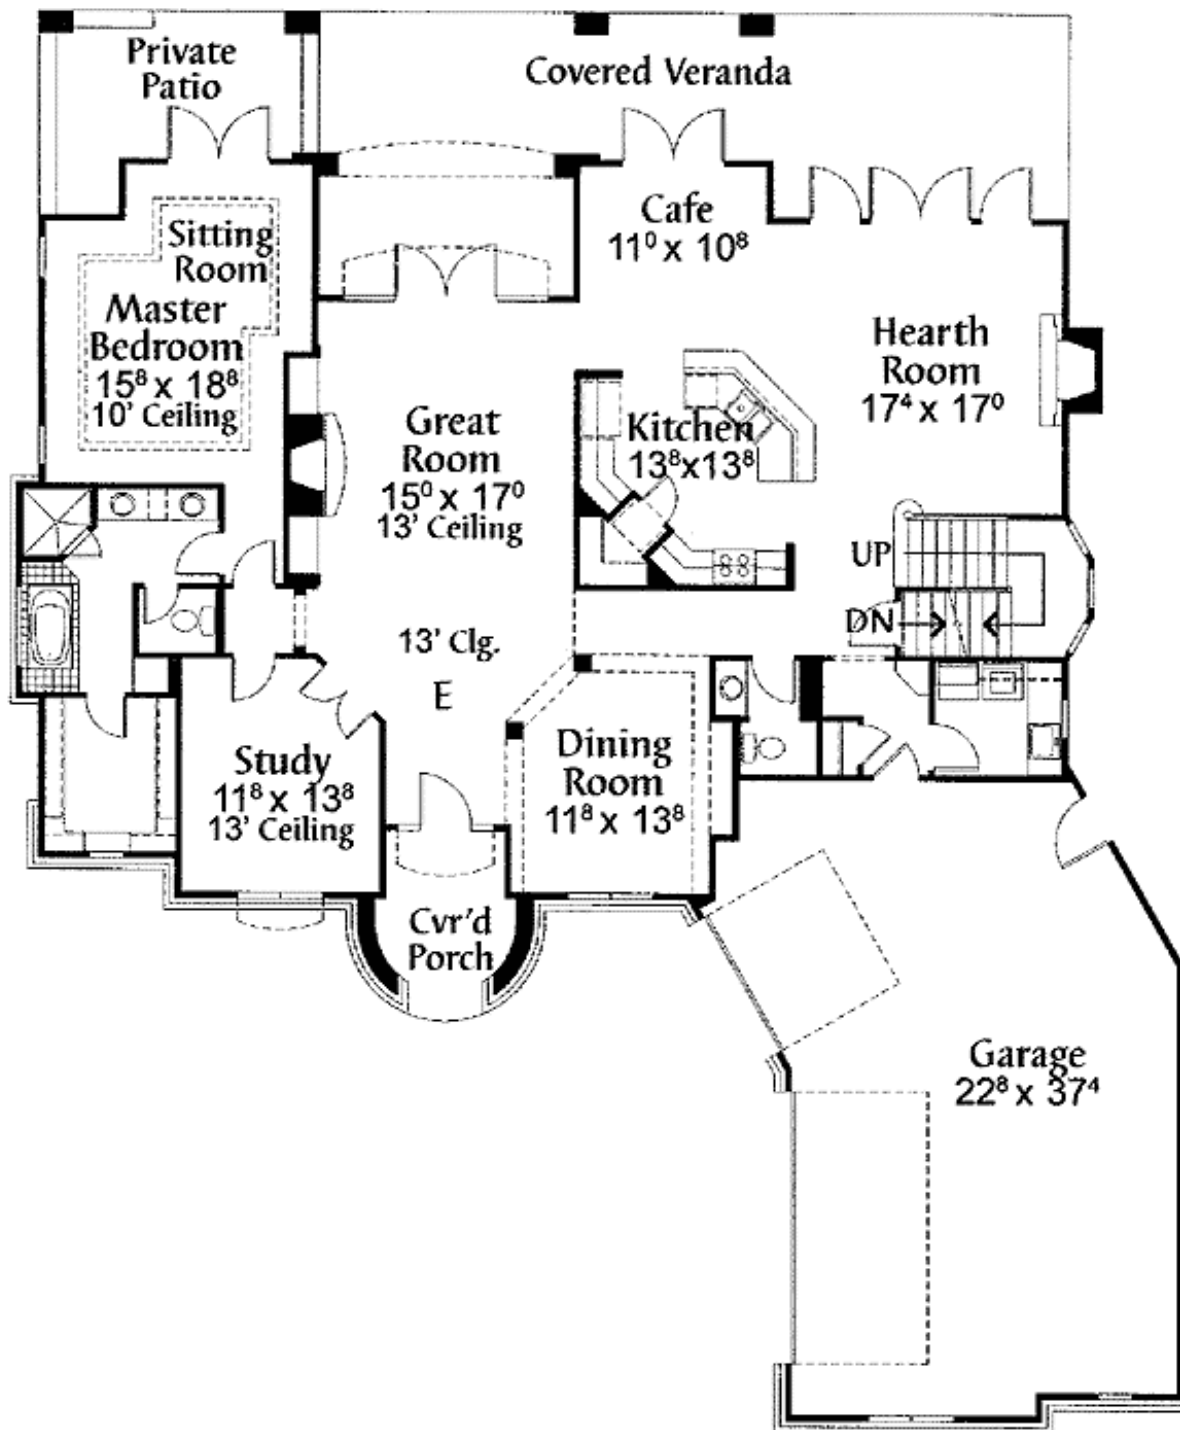 Private
Patio
Covered Veranda
Cafe
11⁰ x 10⁸
Sitting
Room
Master
Bedroom
15⁸ x 18⁸
10' Ceiling
Hearth
Room
17⁴ x 17⁰
Great
Room
15⁰ x 17⁰
13' Ceiling
Kitchen
13⁸x13⁸
UP
DN
13' Clg.
E
Study
11⁸ x 13⁸
13' Ceiling
Dining
Room
11⁸ x 13⁸
Cvr'd
Porch
Garage
22⁸ x 37⁴